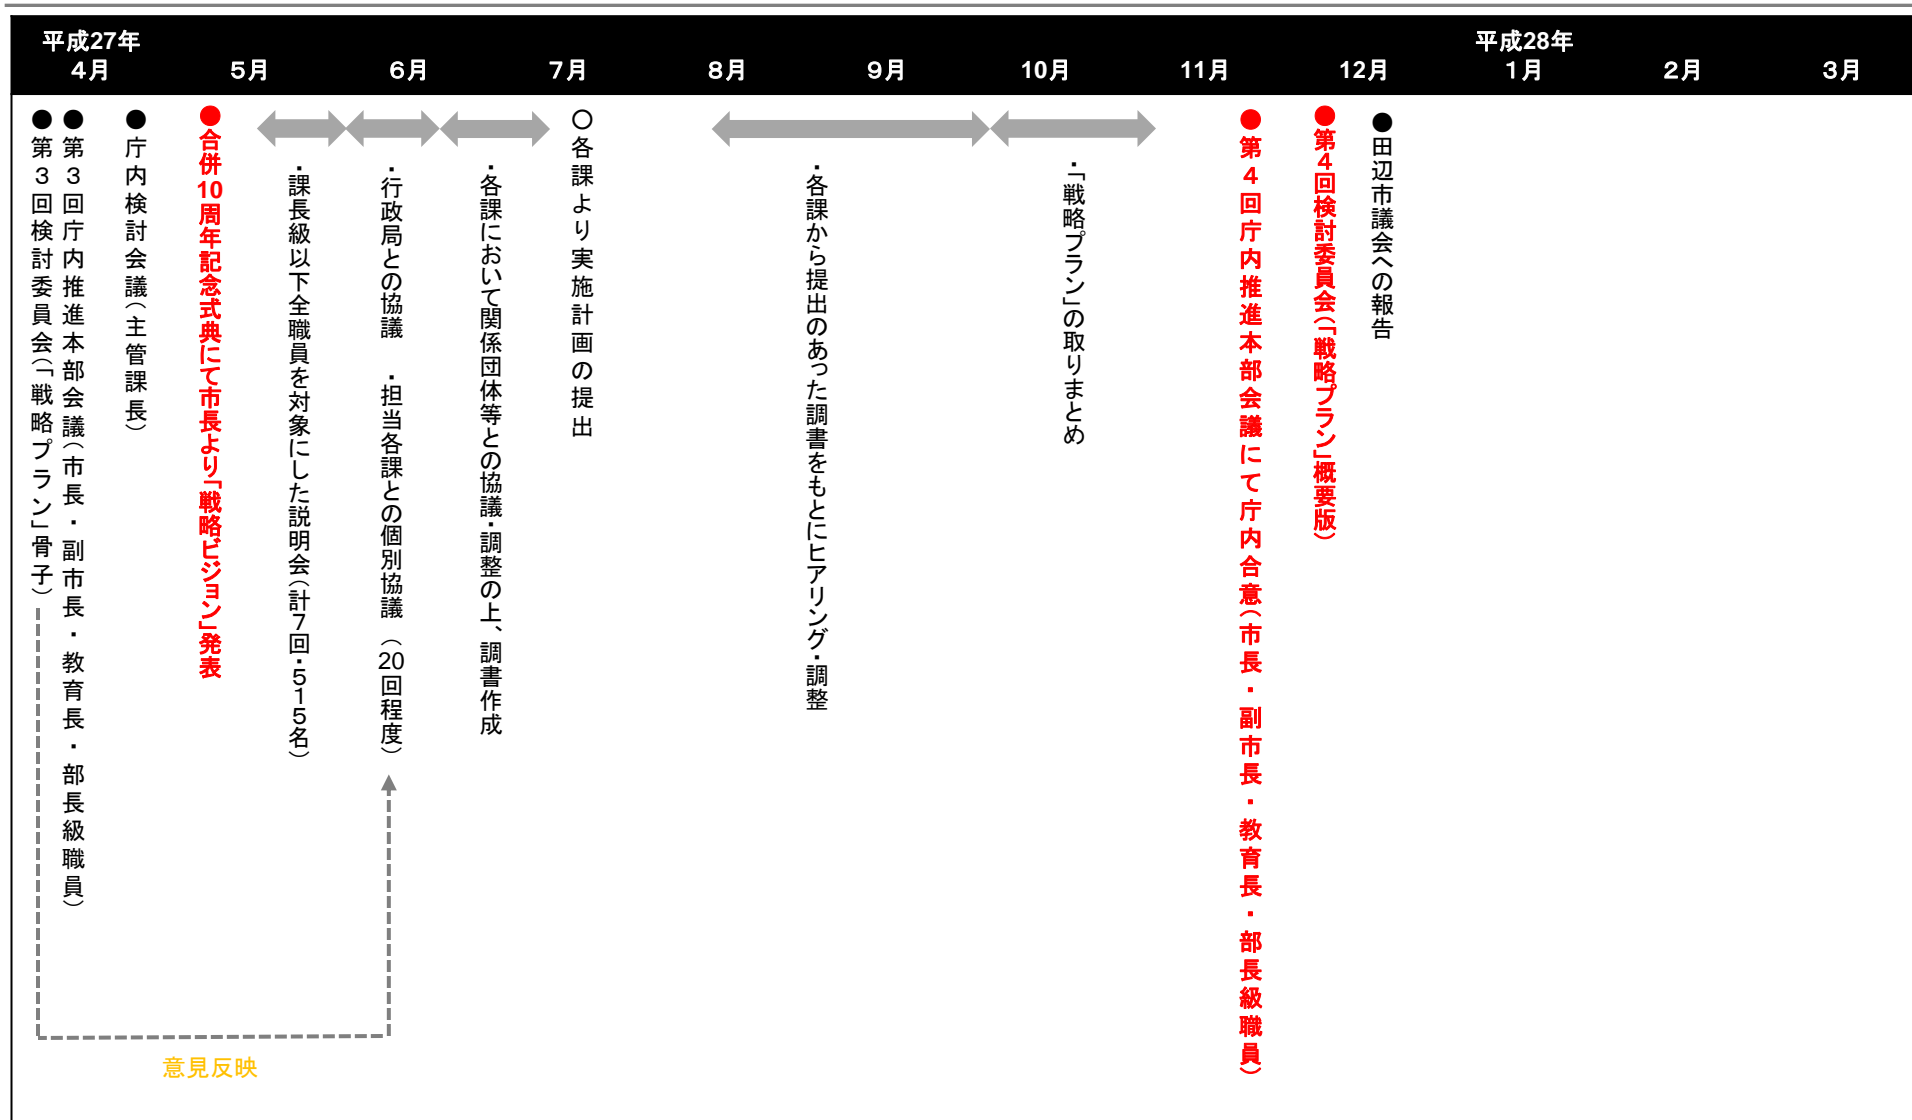 平成27年
平成28年
4月 5月 6月 7月 8月 9月 10月 11月 12月 1月 2月 3月
●第3回検討委員会(「戦略プラン」骨子)
●第3回庁内推進本部会議(市長・副市長・教育長・部長級職員)
●庁内検討会議(主管課長)
●合併10周年記念式典にて市長より「戦略ビジョン」発表
・課長級以下全職員を対象にした説明会(計7回・515名)
・行政局との協議　・担当各課との個別協議(20回程度)
・各課において関係団体等との協議・調整の上、調書作成
○各課より実施計画の提出
・各課から提出のあった調書をもとにヒアリング・調整
・「戦略プラン」の取りまとめ
●第4回庁内推進本部会議にて庁内合意(市長・副市長・教育長・部長級職員)
●第4回検討委員会(「戦略プラン」概要版)
●田辺市議会への報告
意見反映